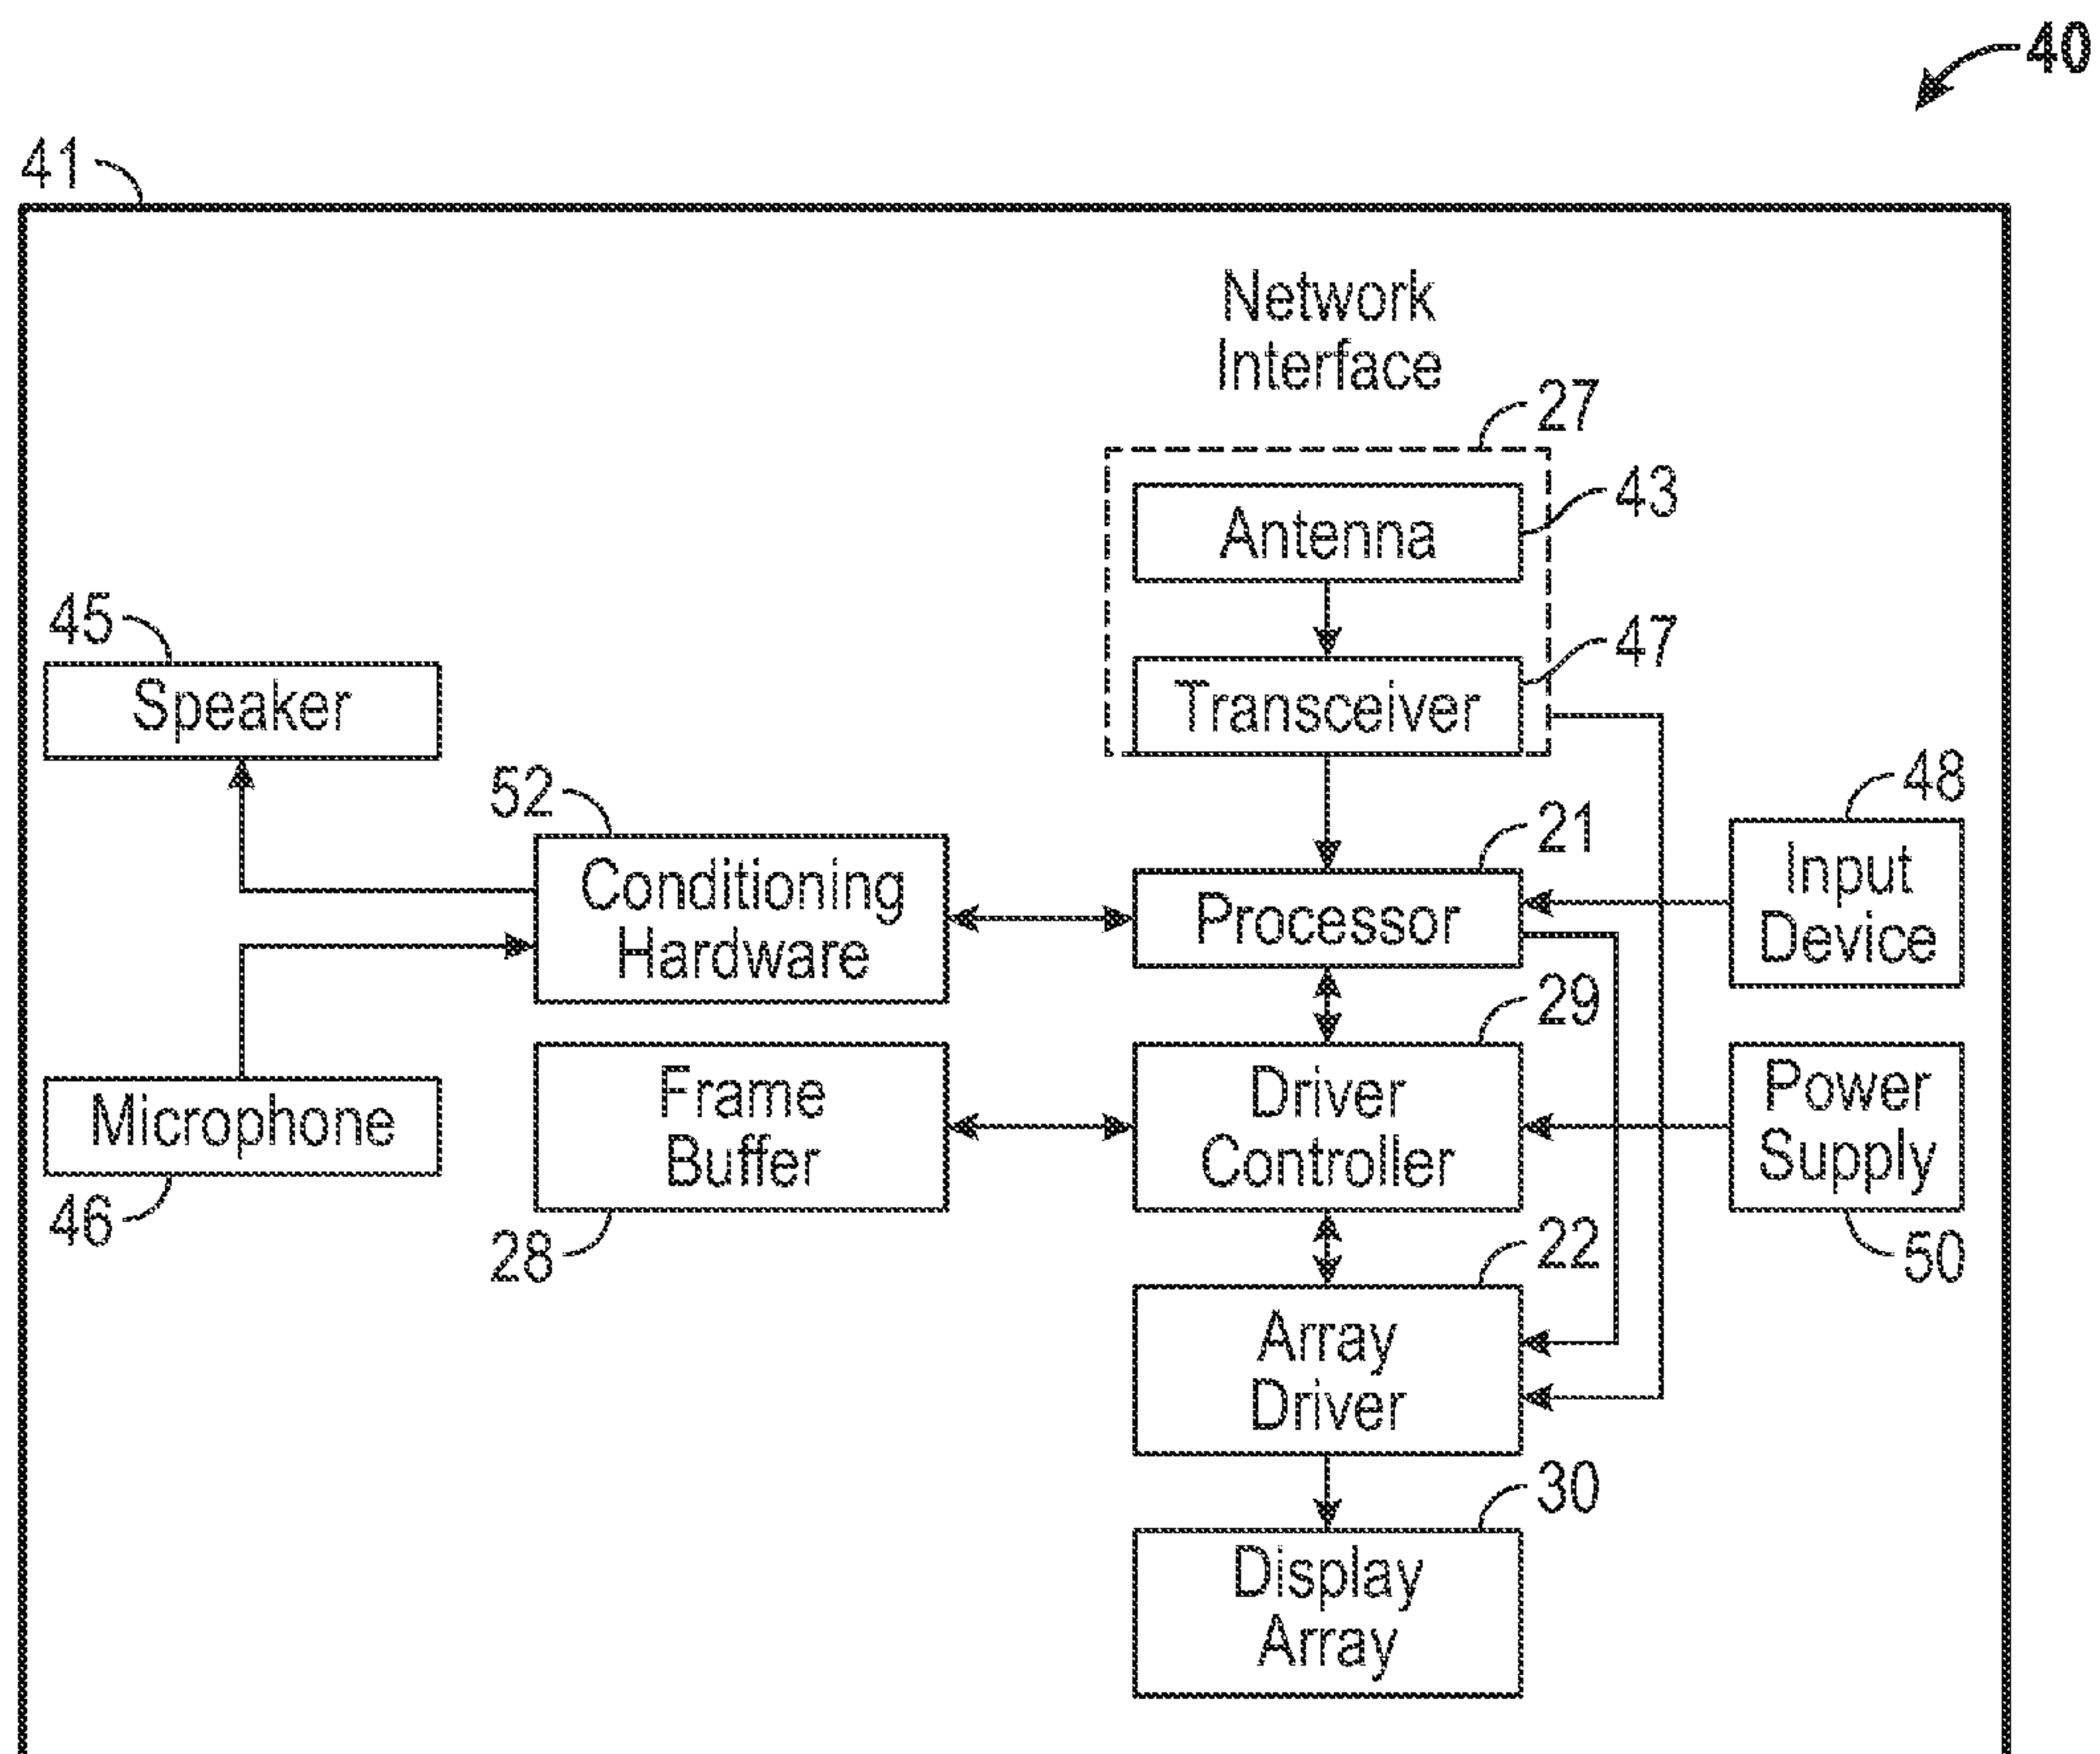 40
41
Network
Interface
27
Antenna
43
Transceiver
47
45
Speaker
52
Conditioning
Hardware
21
Processor
48
Input
Device
Microphone
46
Frame
Buffer
28
29
Driver
Controller
Power
Supply
50
22
Array
Driver
30
Display
Array